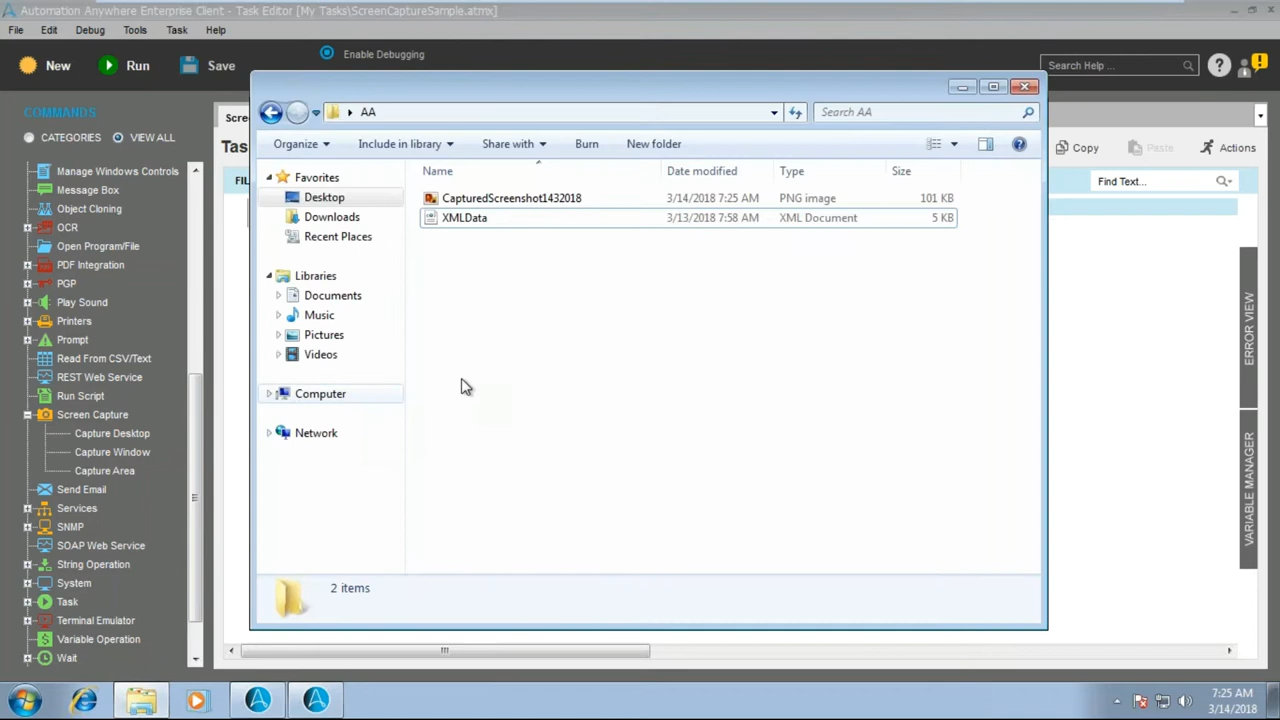 Automation Anywhere Enterprise Client - Task Editor [My Tasks\ScreenCaptureSample.atmx]
File Edit Debug Tools Task Help
New Run Save Enable Debugging Search Help ...
COMMANDS
CATEGORIES VIEW ALL
Manage Windows Controls
Message Box
Object Cloning
OCR
Open Program/File
PDF Integration
PGP
Play Sound
Printers
Prompt
Read From CSV/Text
REST Web Service
Run Script
Screen Capture
Capture Desktop
Capture Window
Capture Area
Send Email
Services
SNMP
SOAP Web Service
String Operation
System
Task
Terminal Emulator
Variable Operation
Wait
Scre
Tas
FIL
AA
Search AA
Organize Include in library Share with Burn New folder
Favorites
Desktop
Downloads
Recent Places
Libraries
Documents
Music
Pictures
Videos
Computer
Network
Name Date modified Type Size
CapturedScreenshot1432018 3/14/2018 7:25 AM PNG image 101 KB
XMLData 3/13/2018 7:58 AM XML Document 5 KB
2 items
Copy Paste Actions
Find Text...
ERROR VIEW
VARIABLE MANAGER
7:25 AM
3/14/2018